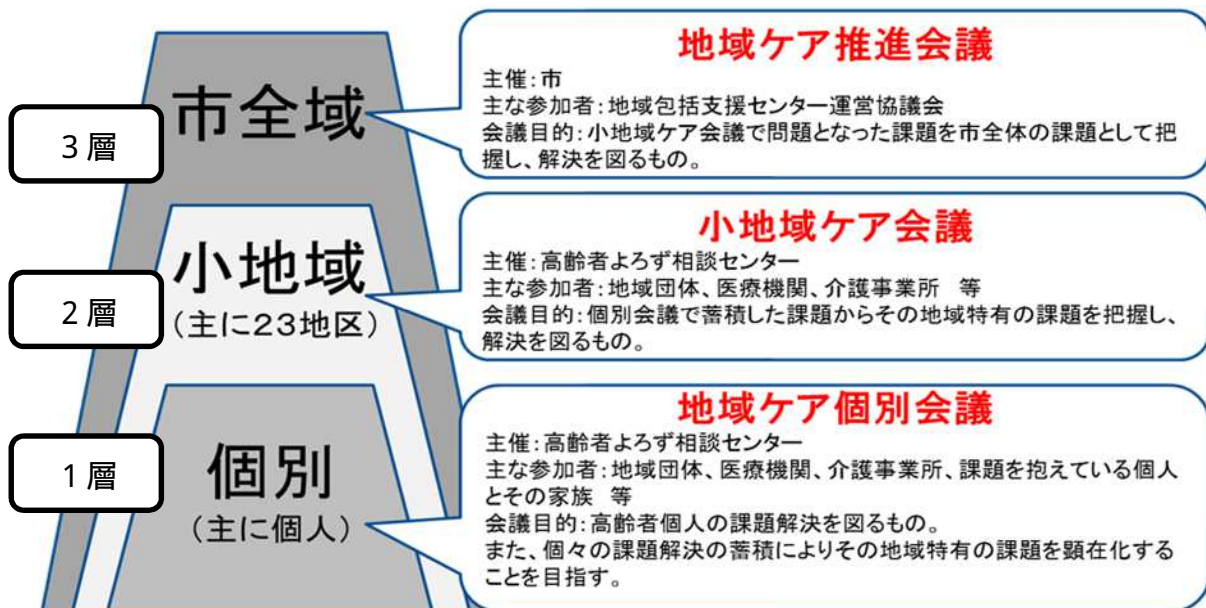 市全域
3層
地域ケア推進会議
主催:市
主な参加者:地域包括支援センター運営協議会
会議目的:小地域ケア会議で問題となった課題を市全体の課題として把
握し、解決を図るもの。
小地域
(主に23地区)
2層
小地域ケア会議
主催:高齢者よろず相談センター
主な参加者:地域団体、医療機関、介護事業所 等
会議目的:個別会議で蓄積した課題からその地域特有の課題を把握し、
解決を図るもの。
個別
(主に個人)
1層
地域ケア個別会議
主催:高齢者よろず相談センター
主な参加者:地域団体、医療機関、介護事業所、課題を抱えている個人
とその家族 等
会議目的:高齢者個人の課題解決を図るもの。
また、個々の課題解決の蓄積によりその地域特有の課題を顕在化する
ことを目指す。